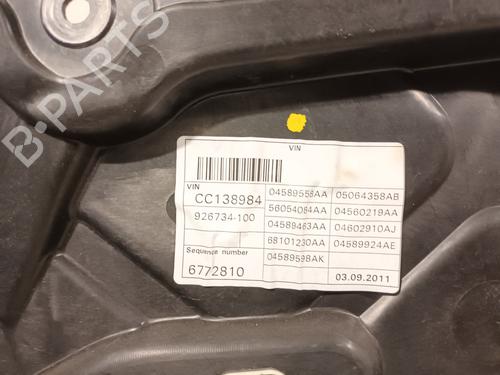 B-PARTS
VIN
VIN
CC138984
926734-100
Sequence number
6772810
04589558AA 05064358AB
56054084AA 04560219AA
04589463AA 04602910AJ
68101230AA 04589924AE
04589598AK
03.09.2011